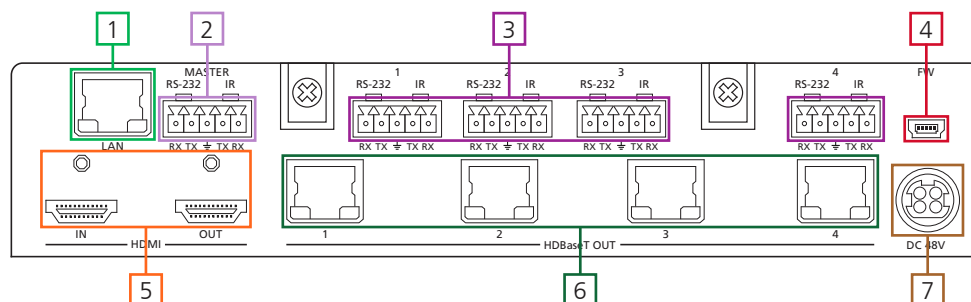 1 2 3 4
MASTER 1 2 3 4 FW
RS-232 IR RS-232 IR RS-232 IR RS-232 IR RS-232 IR
LAN RX TX TX RX RX TX TX RX RX TX TX RX RX TX TX RX RX TX TX RX
IN OUT 1 2 3 4
HDMI HDBaseT OUT DC 48V
5 6 7